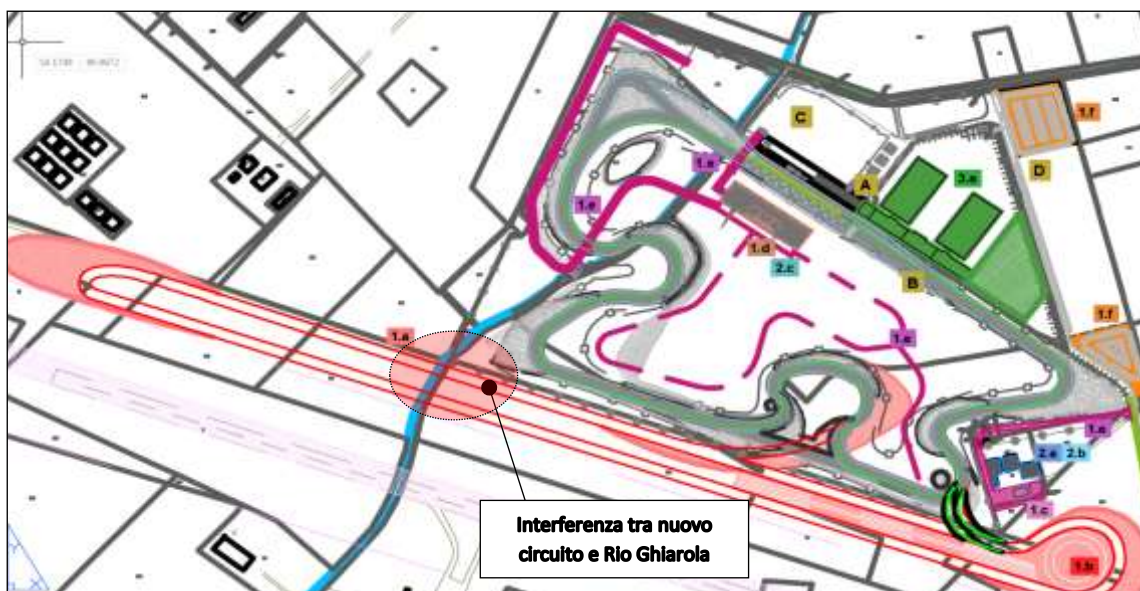 C
1.f
1.e
A
3.a
D
1.e
1.d
2.c
B
1.f
1.a
1.e
1.e
2.a
2.b
1.c
Interferenza tra nuovo
circuito e Rio Ghiarola
1.b